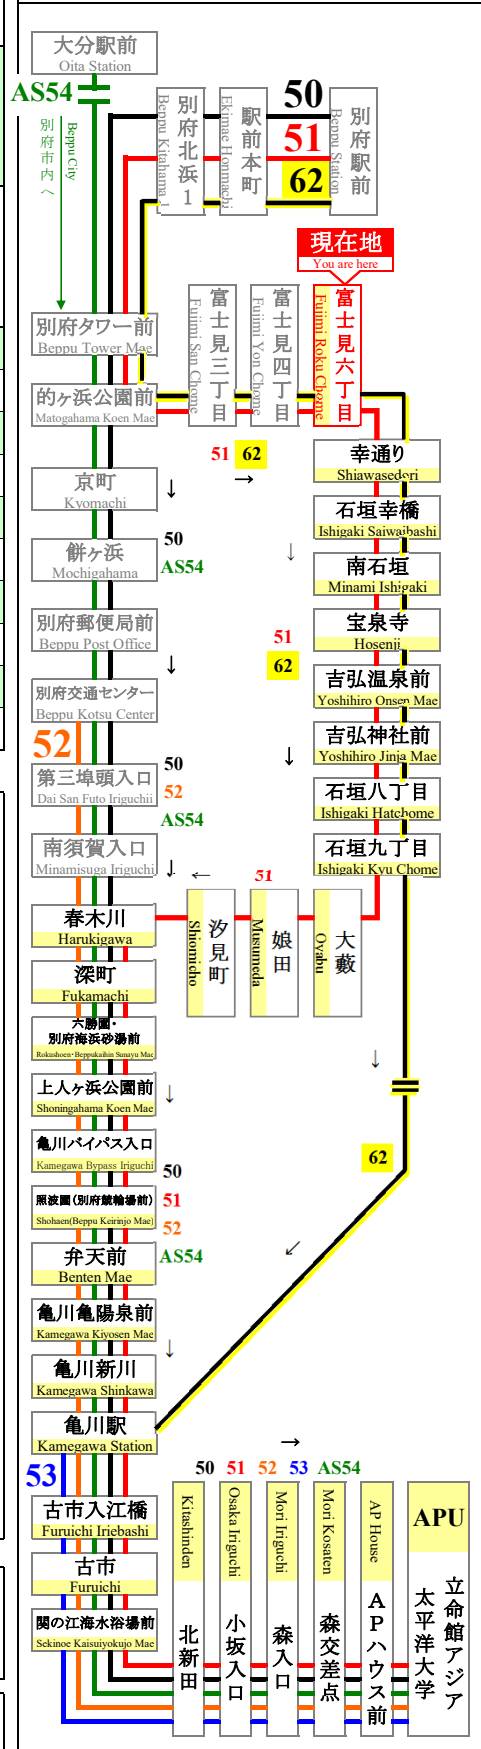 大分駅前
Oita Station
AS54
別府市内へ
Beppu City
別府北浜1
Beppu Kitahama 1
駅前本町
Ekimae Honmachi
別府駅前
Beppu Station
50
51
62
現在地
You are here
別府タワー前
Beppu Tower Mae
的ヶ浜公園前
Matogahama Koen Mae
富士見三丁目
Fujimi San Chome
富士見四丁目
Fujimi Yon Chome
富士見六丁目
Fujimi Roku Chome
51 62
→
幸通り
Shiawasedori
石垣幸橋
Ishigaki Saiwaibashi
南石垣
Minami Ishigaki
宝泉寺
Hosenji
吉弘温泉前
Yoshihiro Onsen Mae
吉弘神社前
Yoshihiro Jinja Mae
石垣八丁目
Ishigaki Hatchome
石垣九丁目
Ishigaki Kyu Chome
↓
51
62
↓
京町
Kyomachi
↓
餅ヶ浜
Mochigahama
50
AS54
別府郵便局前
Beppu Post Office
↓
別府交通センター
Beppu Kotsu Center
52
第三埠頭入口
Dai San Futo Iriguchii
50
52
AS54
南須賀入口
Minamisuga Iriguchi
↓
←
51
大藪
Oyabu
娘田
Musumeda
汐見町
Shiomicho
春木川
Harukigawa
深町
Fukamachi
六勝園・
別府海浜砂湯前
Rokushoen・Beppukaihin Sunayu Mae
上人ヶ浜公園前
Shoningahama Koen Mae
↓
亀川バイパス入口
Kamegawa Bypass Iriguchi
照波園(別府競輪場前)
Shohaen(Beppu Keirinjo Mae)
50
51
52
AS54
弁天前
Benten Mae
亀川亀陽泉前
Kamegawa Kiyosen Mae
↓
亀川新川
Kamegawa Shinkawa
↓
62
↙
亀川駅
Kamegawa Station
53
古市入江橋
Furuichi Iriebashi
古市
Furuichi
関の江海水浴場前
Sekinoe Kaisuiyokujo Mae
→
50 51 52 53 AS54
Kitashinden
北新田
Osaka Iriguchi
小坂入口
Mori Iriguchi
森入口
Mori Kosaten
森交差点
AP House
APハウス前
APU
立命館アジア
太平洋大学